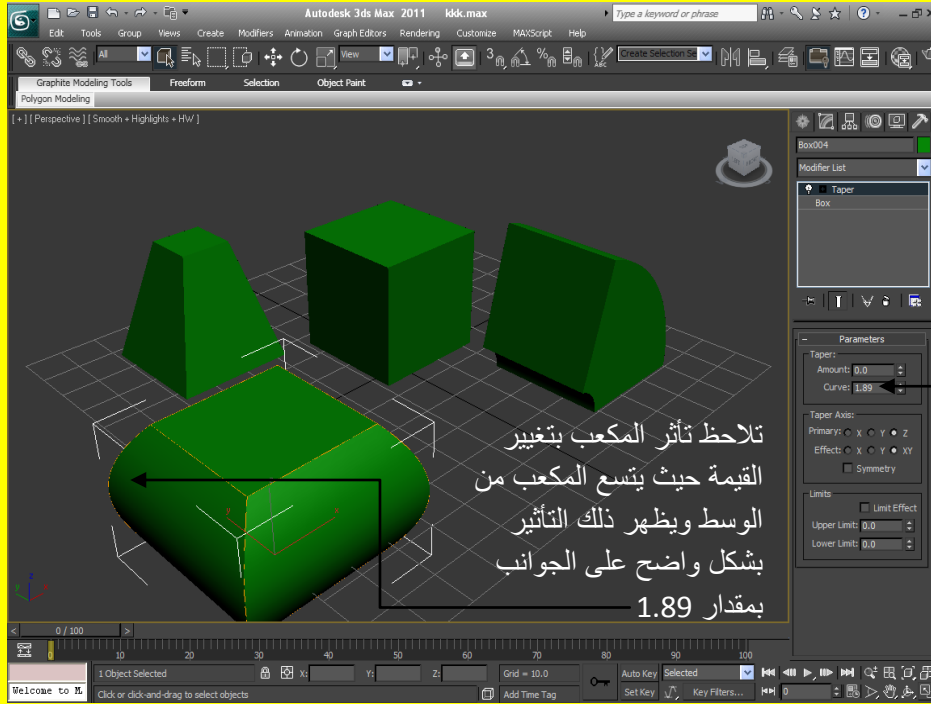 Autodesk 3ds Max 2011 kkk.max
Type a keyword or phrase
Edit Tools Group Views Create Modifiers Animation Graph Editors Rendering Customize MAXScript Help
All
View
Create Selection Se
Graphite Modeling Tools Freeform Selection Object Paint
Polygon Modeling
[ + ] [ Perspective ] [ Smooth + Highlights + HW ]
Box004
Modifier List
Taper
Box
Parameters
Taper:
Amount: 0.0
Curve: 1.89
Taper Axis:
Primary: X Y Z
Effect: X Y XY
Symmetry
Limits
Limit Effect
Upper Limit: 0.0
Lower Limit: 0.0
تلاحظ تأثر المكعب بتغيير
القيمة حيث يتسع المكعب من
الوسط ويظهر ذلك التأثير
بشكل واضح على الجوانب
بمقدار 1.89
0 / 100
0 10 20 30 40 50 60 70 80 90 100
1 Object Selected X: Y: Z: Grid = 10.0 Auto Key Selected
Welcome to M Click or click-and-drag to select objects Add Time Tag Set Key Key Filters... 0